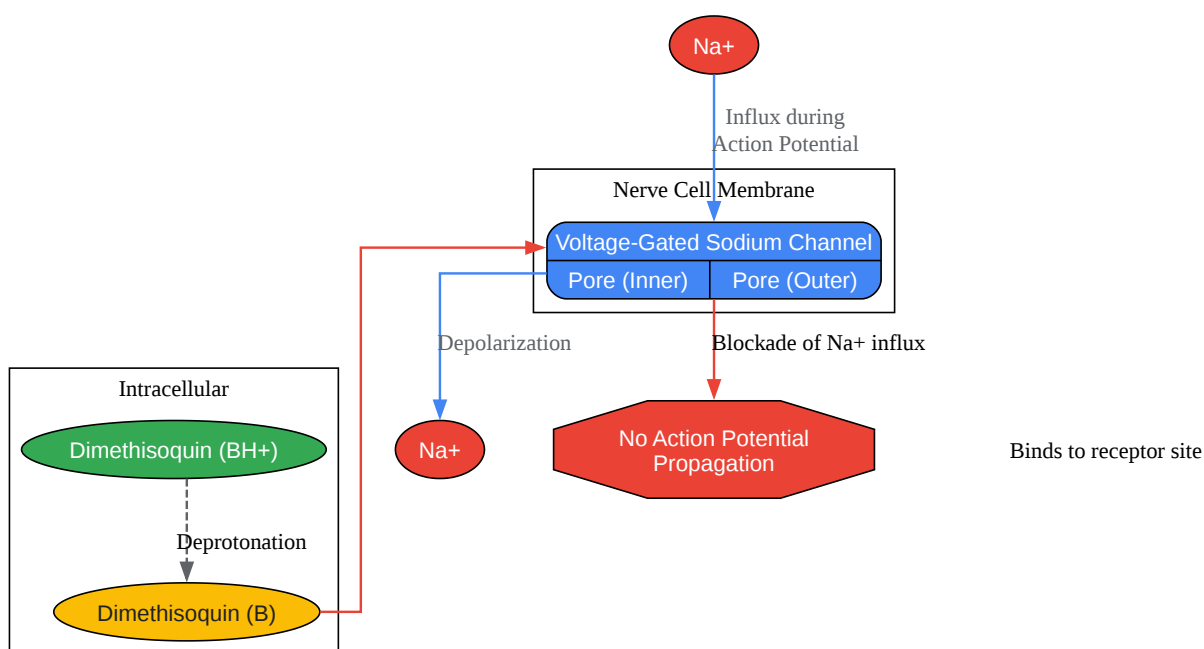 Na+
Influx during
Action Potential
Nerve Cell Membrane
Voltage-Gated Sodium Channel
Pore (Inner)
Pore (Outer)
Depolarization
Blockade of Na+ influx
Intracellular
Dimethisoquin (BH+)
Na+
No Action Potential
Propagation
Binds to receptor site
Deprotonation
Dimethisoquin (B)